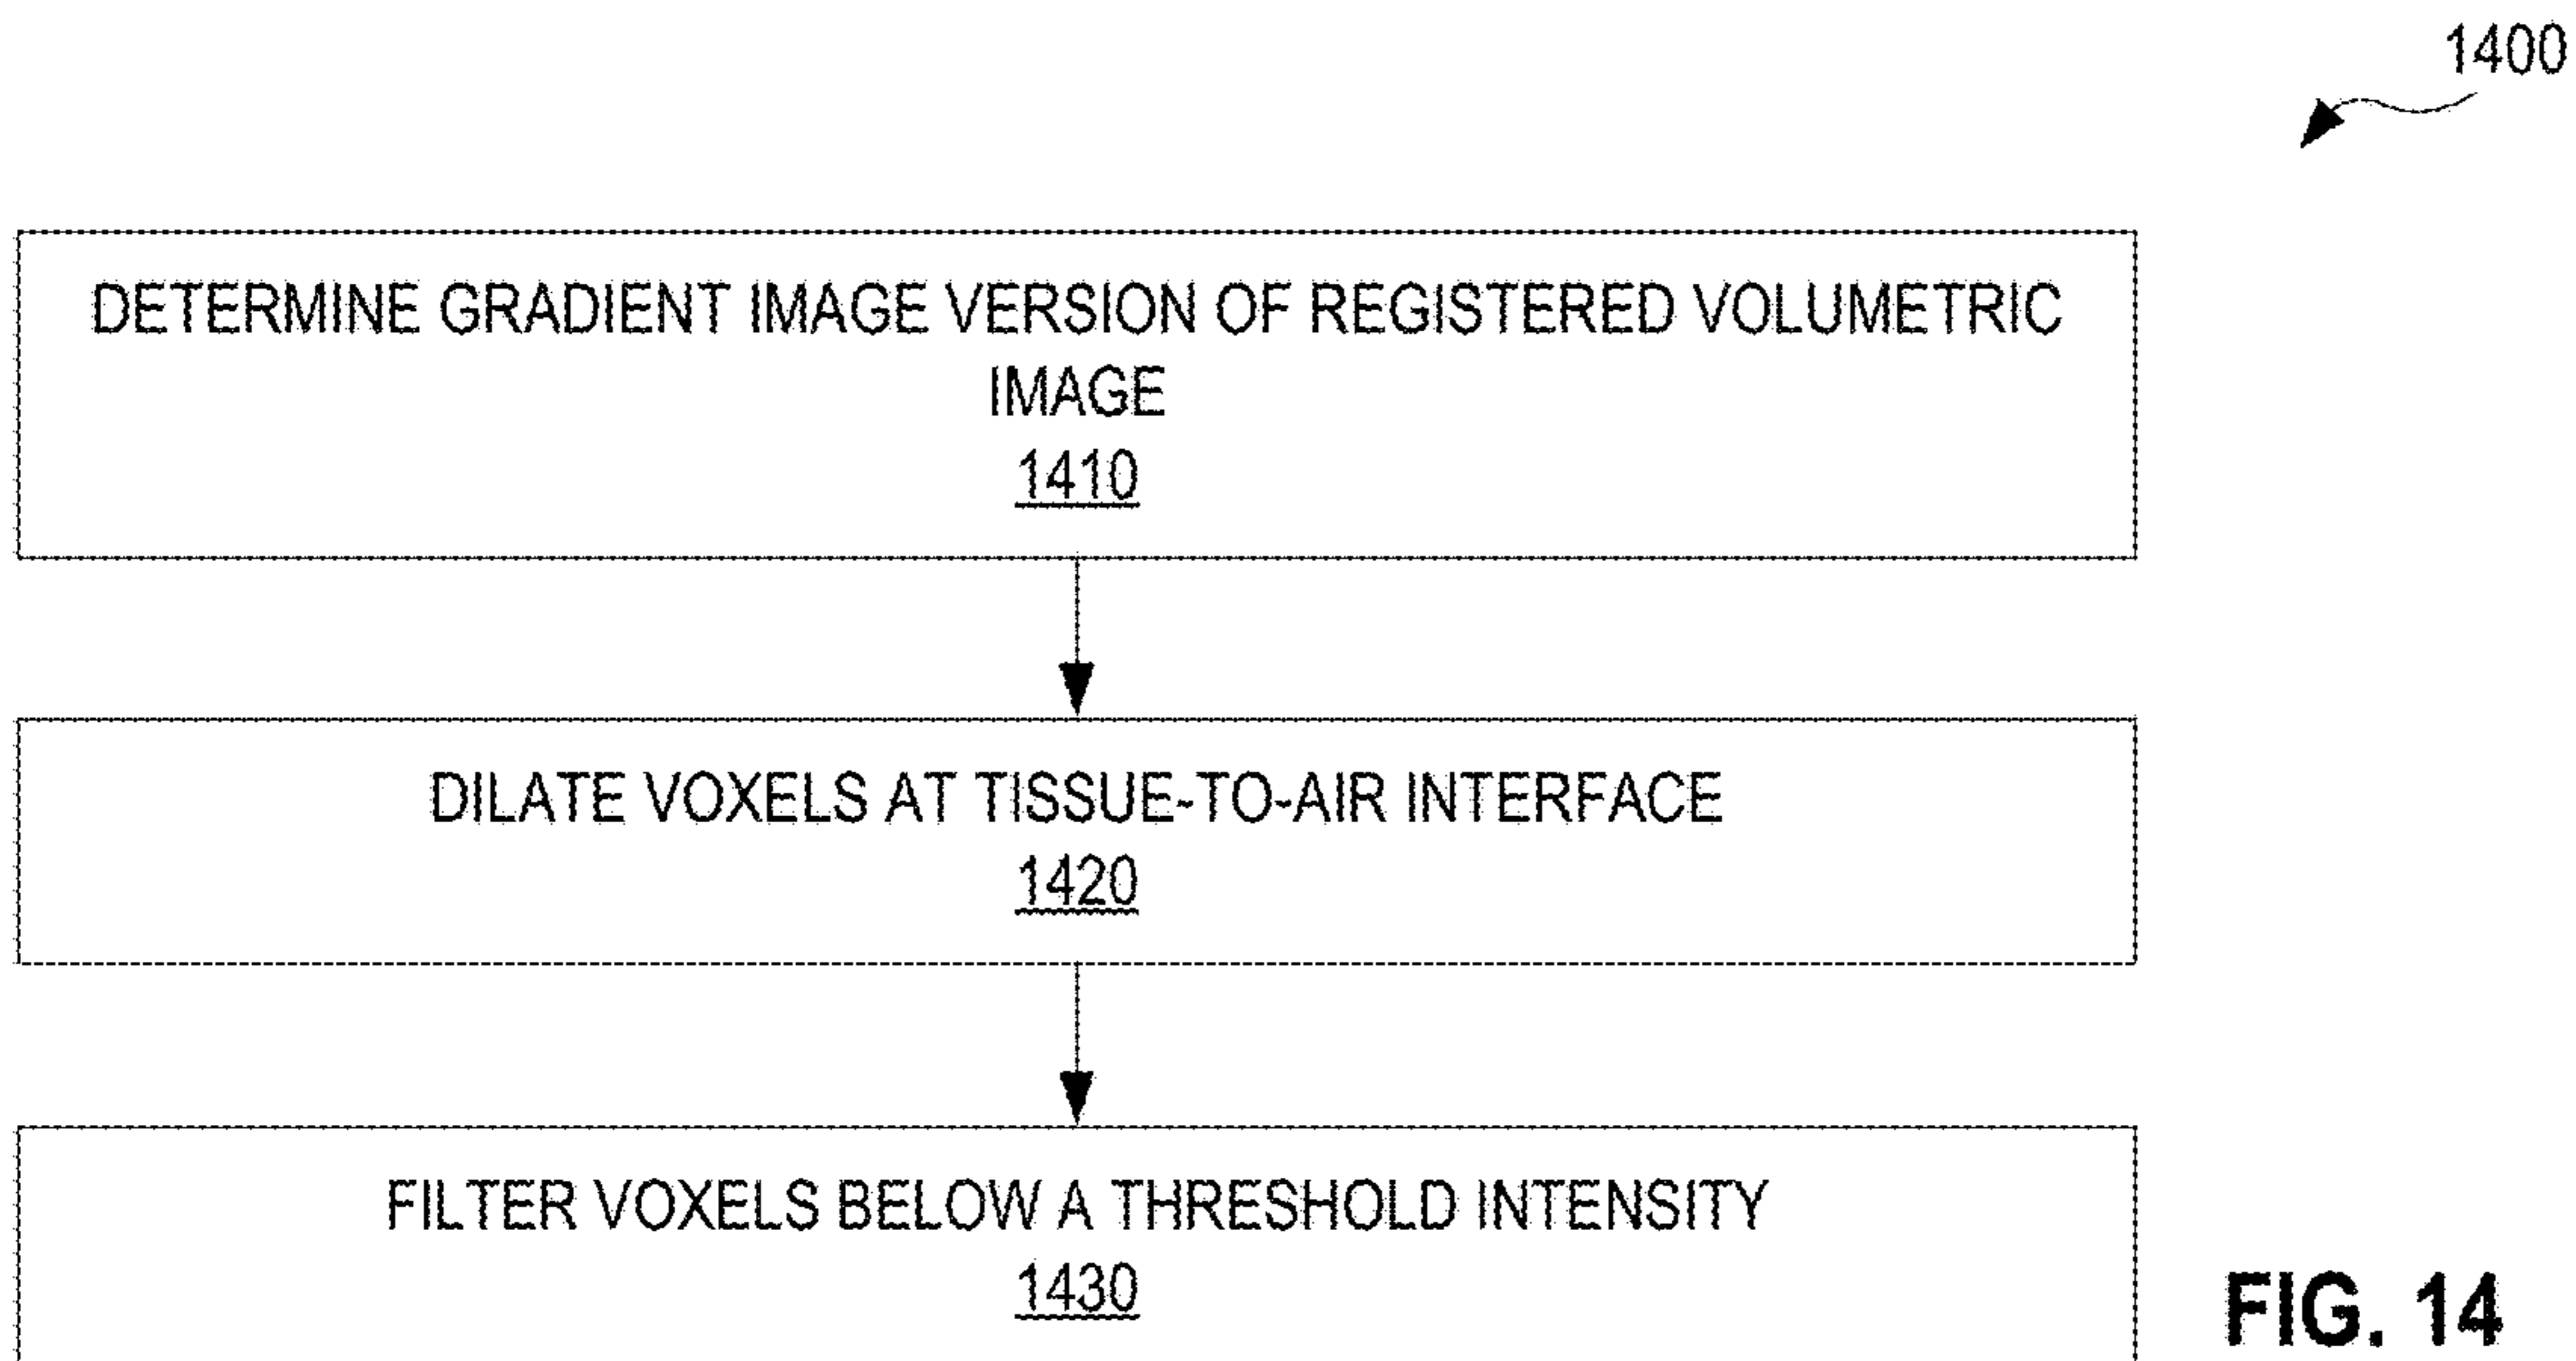 1400
DETERMINE GRADIENT IMAGE VERSION OF REGISTERED VOLUMETRIC
IMAGE
1410
DILATE VOXELS AT TISSUE-TO-AIR INTERFACE
1420
FILTER VOXELS BELOW A THRESHOLD INTENSITY
1430
FIG. 14